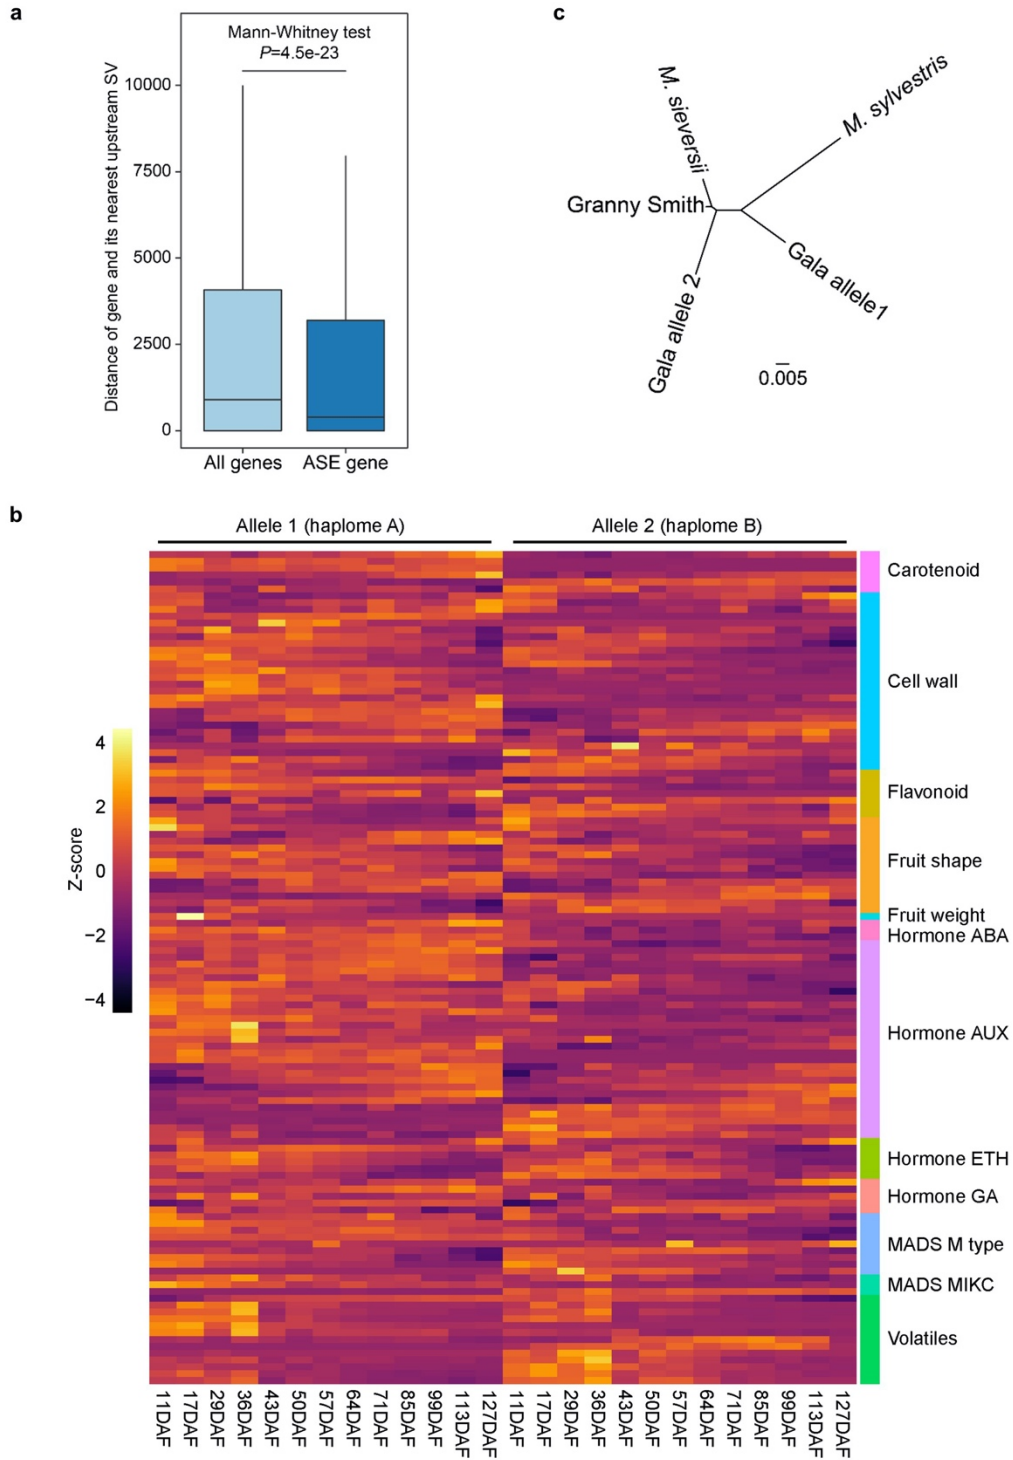 a
Mann-Whitney test
P=4.5e-23
Distance of gene and its nearest upstream SV
10000
7500
5000
2500
0
All genes
ASE gene
c
M. sieversii
M. sylvestris
Granny Smith
Gala allele1
Gala allele 2
0.005
b
Allele 1 (haplome A)
Allele 2 (haplome B)
Z-score
4
2
0
−2
−4
Carotenoid
Cell wall
Flavonoid
Fruit shape
Fruit weight
Hormone ABA
Hormone AUX
Hormone ETH
Hormone GA
MADS M type
MADS MIKC
Volatiles
11DAF
17DAF
29DAF
36DAF
43DAF
50DAF
57DAF
64DAF
71DAF
85DAF
99DAF
113DAF
127DAF
11DAF
17DAF
29DAF
36DAF
43DAF
50DAF
57DAF
64DAF
71DAF
85DAF
99DAF
113DAF
127DAF